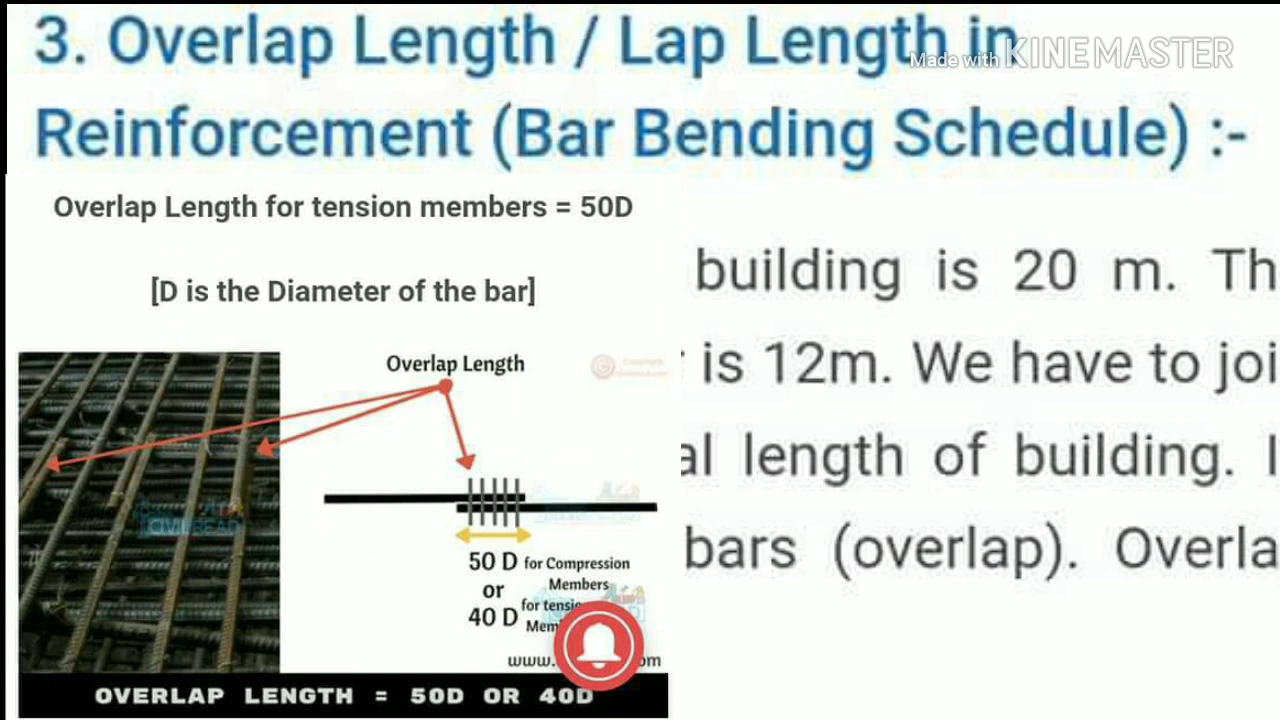 3. Overlap Length / Lap Length in
Made with KINEMASTER
Reinforcement (Bar Bending Schedule) :-
Overlap Length for tension members = 50D
[D is the Diameter of the bar]
Overlap Length
50 D for Compression
Members
or
for
40 D
www.
OVERLAP LENGTH = 50D OR 40D
building is 20 m. Th
is 12m. We have to joi
al length of building. I
bars (overlap). Overla